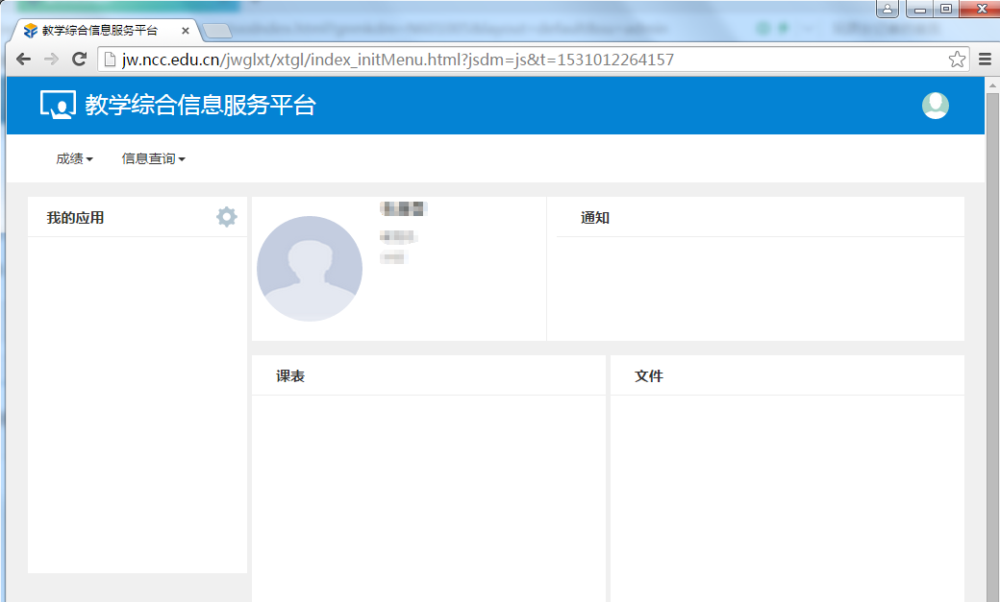 教学综合信息服务平台
jw.ncc.edu.cn/jwglxt/xtgl/index_initMenu.html?jsdm=js&t=1531012264157
教学综合信息服务平台
成绩 信息查询
我的应用
通知
课表
文件